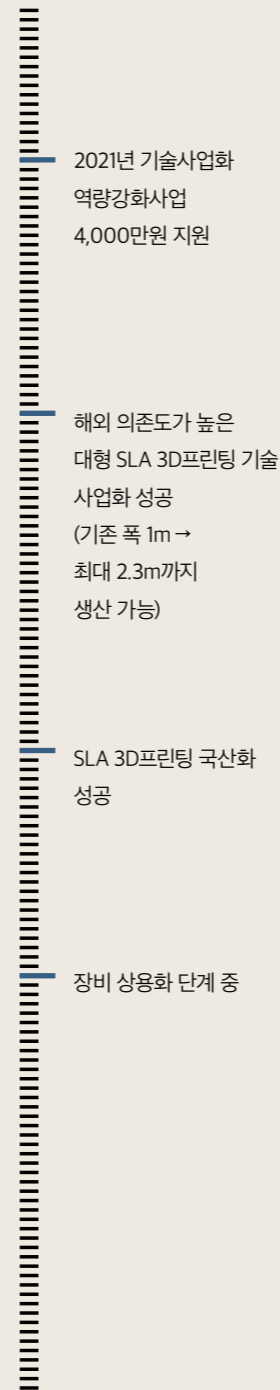 2021년 기술사업화
역량강화사업
4,000만원 지원
해외 의존도가 높은
대형 SLA 3D프린팅 기술
사업화 성공
(기존 폭 1m →
최대 2.3m까지
생산 가능)
SLA 3D프린팅 국산화
성공
장비 상용화 단계 중